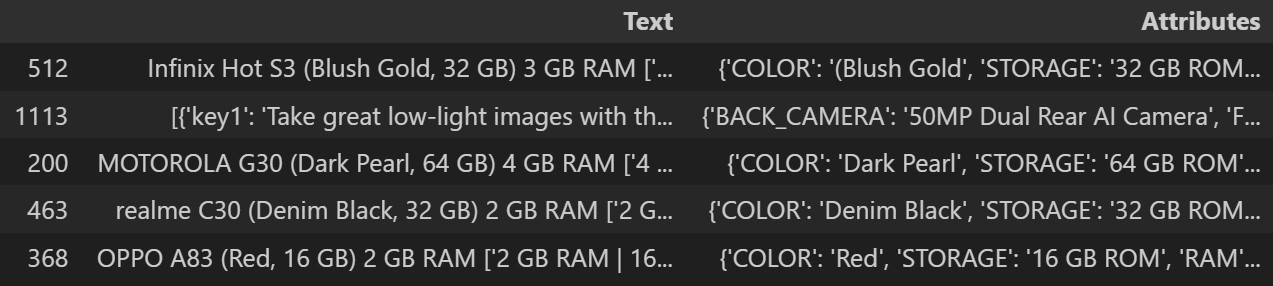 Text Attributes
512 Infinix Hot S3 (Blush Gold, 32 GB) 3 GB RAM ['... {'COLOR': '(Blush Gold', 'STORAGE': '32 GB ROM...
1113 [{'key1': 'Take great low-light images with th... {'BACK_CAMERA': '50MP Dual Rear AI Camera', 'F...
200 MOTOROLA G30 (Dark Pearl, 64 GB) 4 GB RAM ['4 ... {'COLOR': 'Dark Pearl', 'STORAGE': '64 GB ROM'...
463 realme C30 (Denim Black, 32 GB) 2 GB RAM ['2 G... {'COLOR': 'Denim Black', 'STORAGE': '32 GB ROM...
368 OPPO A83 (Red, 16 GB) 2 GB RAM ['2 GB RAM | 16... {'COLOR': 'Red', 'STORAGE': '16 GB ROM', 'RAM'...